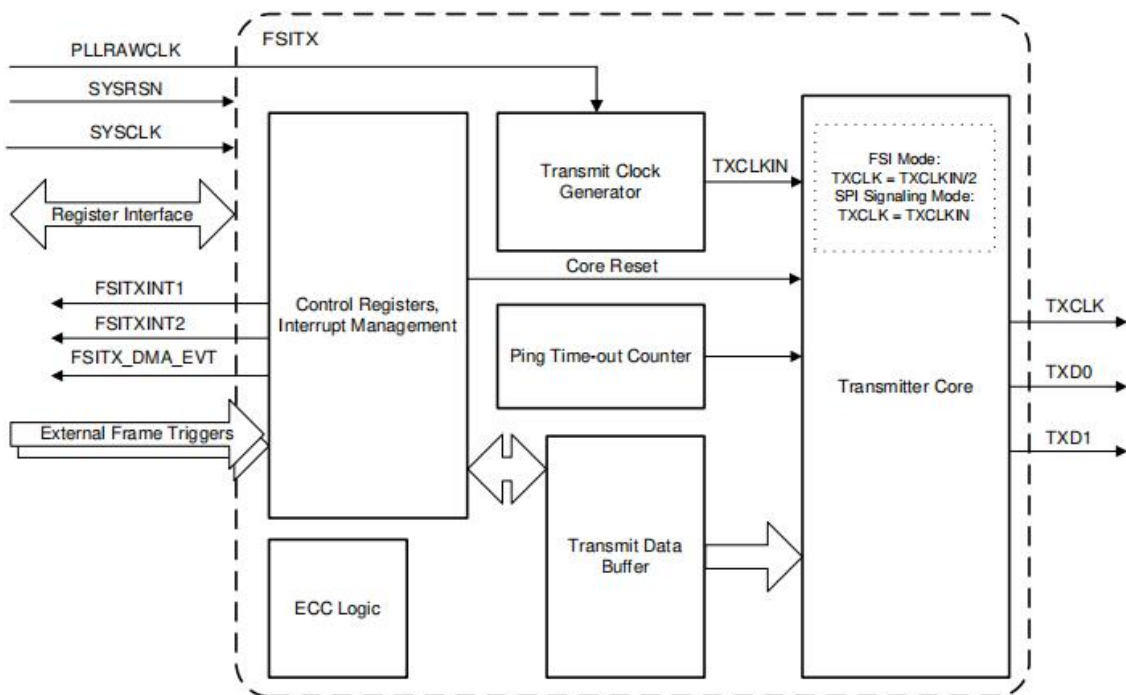 FSITX
PLLRAWCLK
SYSRSN
SYSCLK
Register Interface
FSITXINT1
FSITXINT2
FSITX_DMA_EVT
External Frame Triggers
Control Registers,
Interrupt Management
ECC Logic
Transmit Clock
Generator
TXCLKIN
Core Reset
Ping Time-out Counter
Transmit Data
Buffer
FSI Mode:
TXCLK = TXCLKIN/2
SPI Signaling Mode:
TXCLK = TXCLKIN
Transmitter Core
TXCLK
TXD0
TXD1